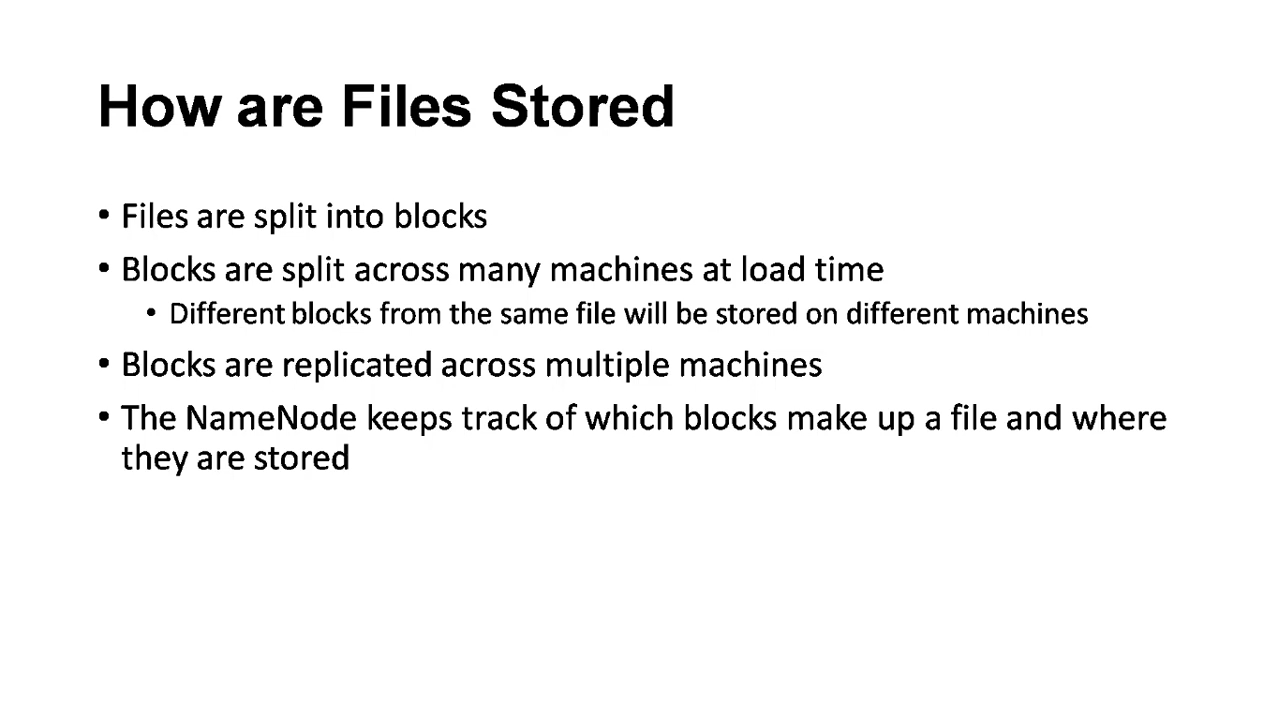 How are Files Stored
• Files are split into blocks
• Blocks are split across many machines at load time
• Different blocks from the same file will be stored on different machines
• Blocks are replicated across multiple machines
• The NameNode keeps track of which blocks make up a file and where
they are stored